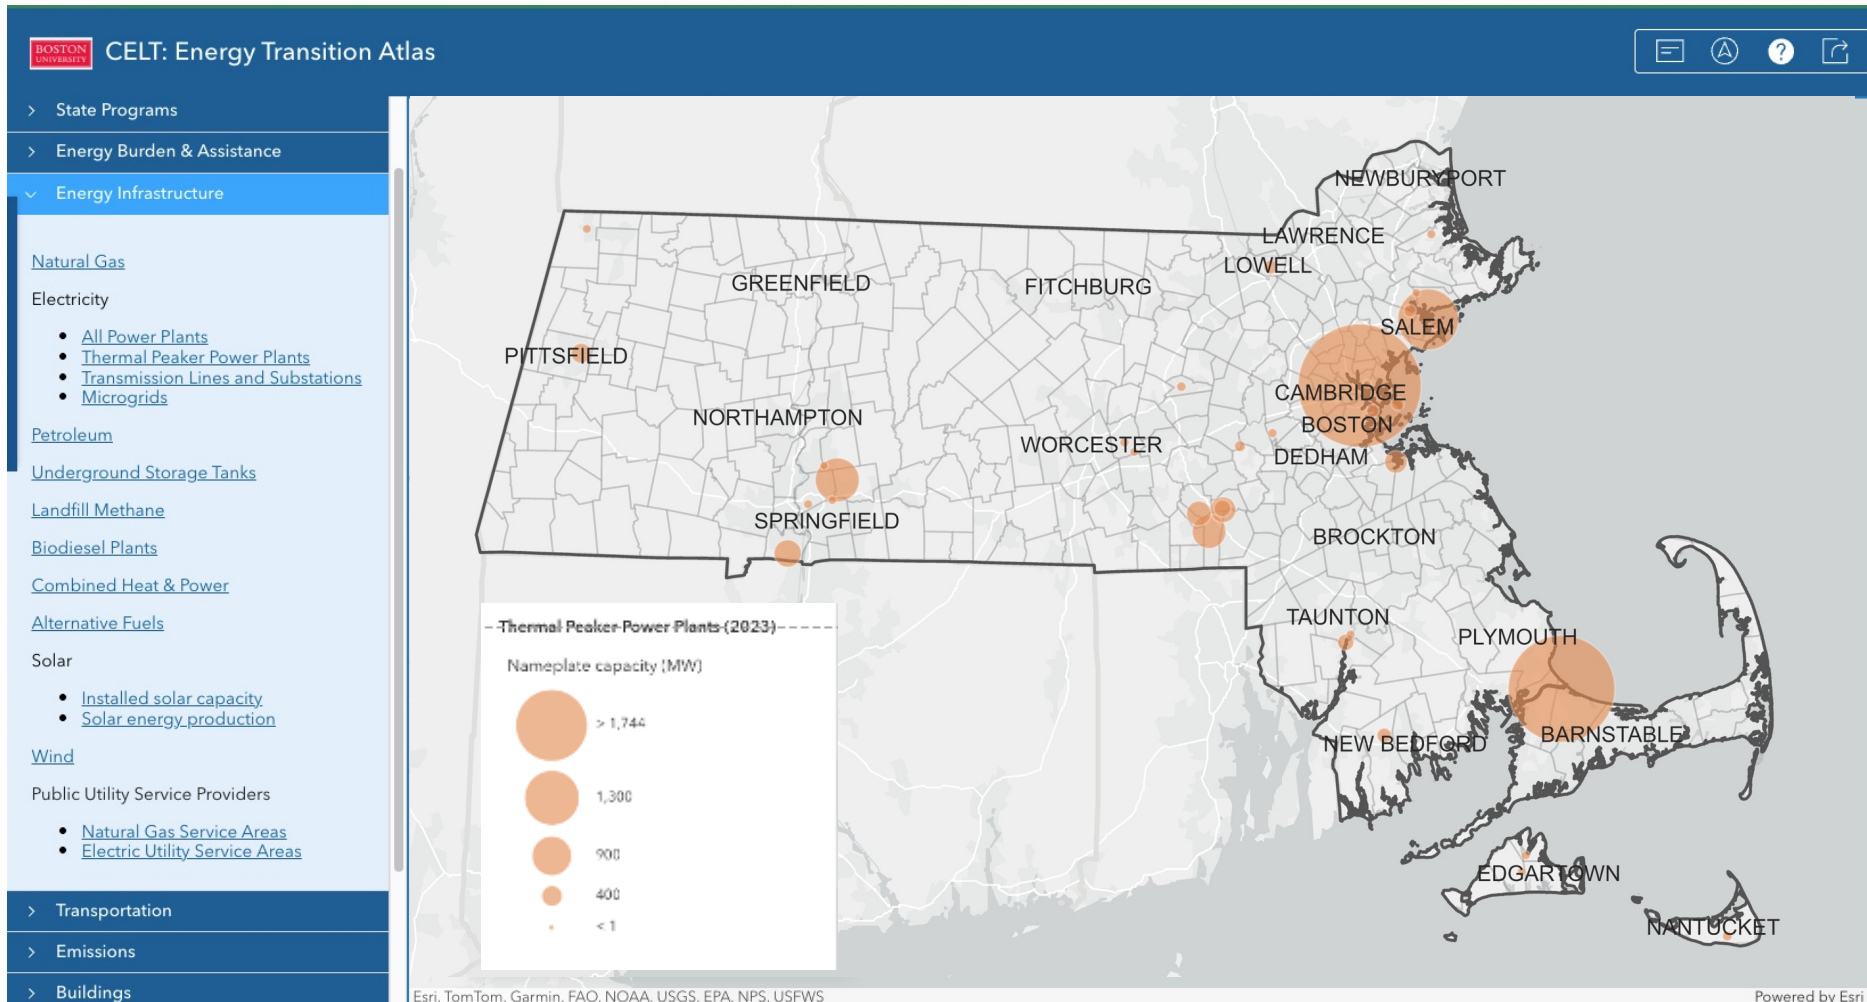 BOSTON
UNIVERSITY
CELT: Energy Transition Atlas
?
State Programs
Energy Burden & Assistance
Energy Infrastructure
Natural Gas
Electricity
All Power Plants
Thermal Peaker Power Plants
Transmission Lines and Substations
Microgrids
Petroleum
Underground Storage Tanks
Landfill Methane
Biodiesel Plants
Combined Heat & Power
Alternative Fuels
Solar
Installed solar capacity
Solar energy production
Wind
Public Utility Service Providers
Natural Gas Service Areas
Electric Utility Service Areas
Transportation
Emissions
Buildings
NEWBURYPORT
LAWRENCE
LOWELL
GREENFIELD
FITCHBURG
SALEM
PITTSFIELD
CAMBRIDGE
NORTHAMPTON
BOSTON
WORCESTER
DEDHAM
SPRINGFIELD
BROCKTON
TAUNTON
PLYMOUTH
BARNSTABLE
NEW BEDFORD
EDGARTOWN
NANTUCKET
Thermal Peaker Power Plants (2023)
Nameplate capacity (MW)
> 1,744
1,300
900
400
< 1
Esri, TomTom, Garmin, FAO, NOAA, USGS, EPA, NPS, USFWS
Powered by Esri